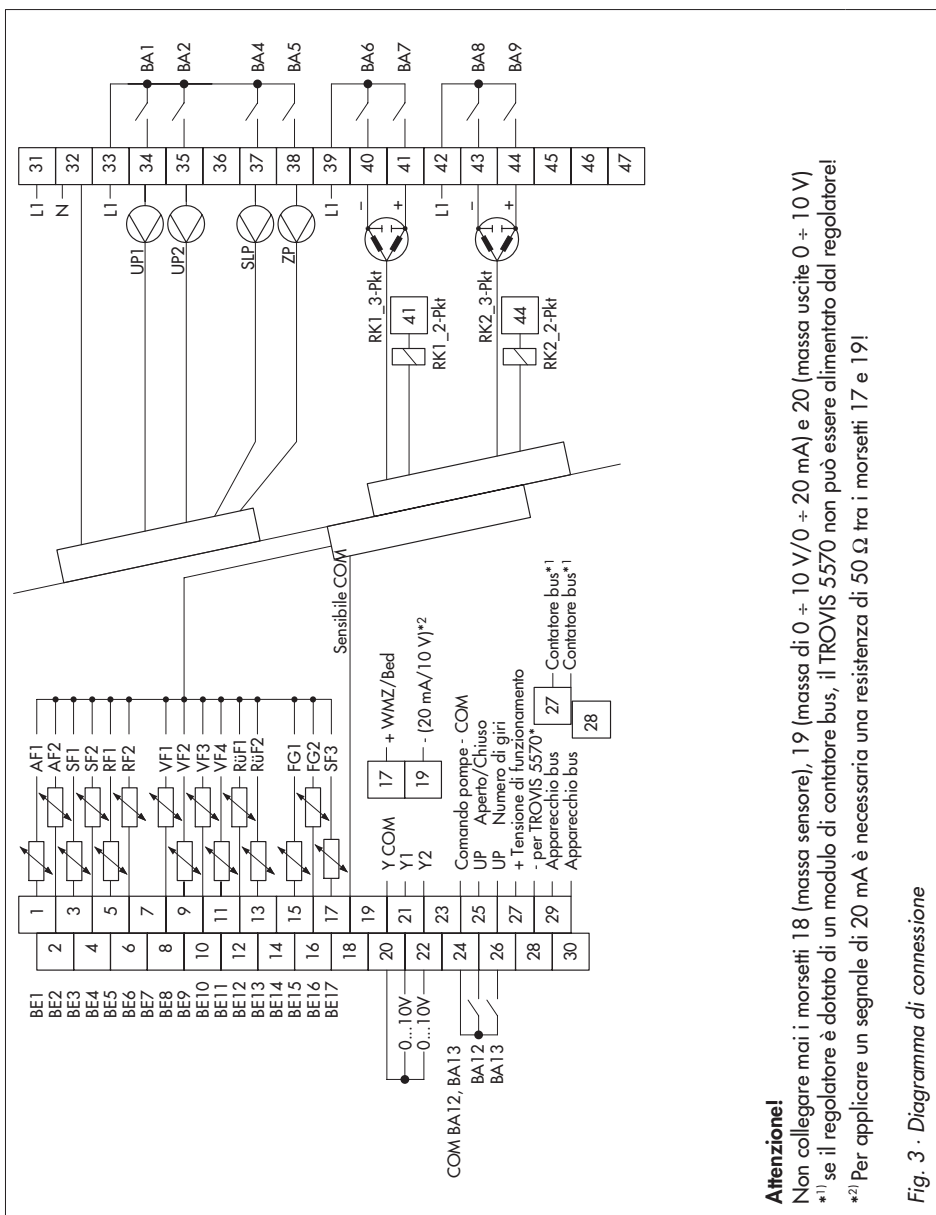 31
L1
32
N
33
L1
34
UP1
BA1
35
UP2
BA2
36
37
SLP
BA4
38
ZP
BA5
39
L1
40
–
BA6
41
+
BA7
RK1_3-Pkt
41
RK1_2-Pkt
42
L1
43
–
BA8
44
+
BA9
RK2_3-Pkt
44
RK2_2-Pkt
45
46
47
Sensibile COM
BE1
1
AF1
BE2
2
AF2
BE3
3
SF1
BE4
4
SF2
BE5
5
RF1
BE6
6
RF2
BE7
7
BE8
8
VF1
BE9
9
VF2
BE10
10
VF3
BE11
11
VF4
BE12
12
RüF1
BE13
13
RüF2
BE14
14
BE15
15
FG1
BE16
16
FG2
BE17
17
SF3
18
19
20
Y COM
0...10V
21
Y1
0...10V
22
Y2
17
+ WMZ/Bed
19
- (20 mA/10 V)*2
23
COM BA12, BA13
24
Comando pompe - COM
BA12
25
UP Aperto/Chiuso
BA13
26
UP Numero di giri
27
+ Tensione di funzionamento
28
- per TROVIS 5570*
29
Apparecchio bus
30
Apparecchio bus
27
Contatore bus*1
28
Contatore bus*1
Attenzione!
Non collegare mai i morsetti 18 (massa sensore), 19 (massa di 0 ÷ 10 V/0 ÷ 20 mA) e 20 (massa uscite 0 ÷ 10 V)
*1) se il regolatore è dotato di un modulo di contatore bus, il TROVIS 5570 non può essere alimentato dal regolatore!
*2) Per applicare un segnale di 20 mA è necessaria una resistenza di 50 Ω tra i morsetti 17 e 19!
Fig. 3 · Diagramma di connessione